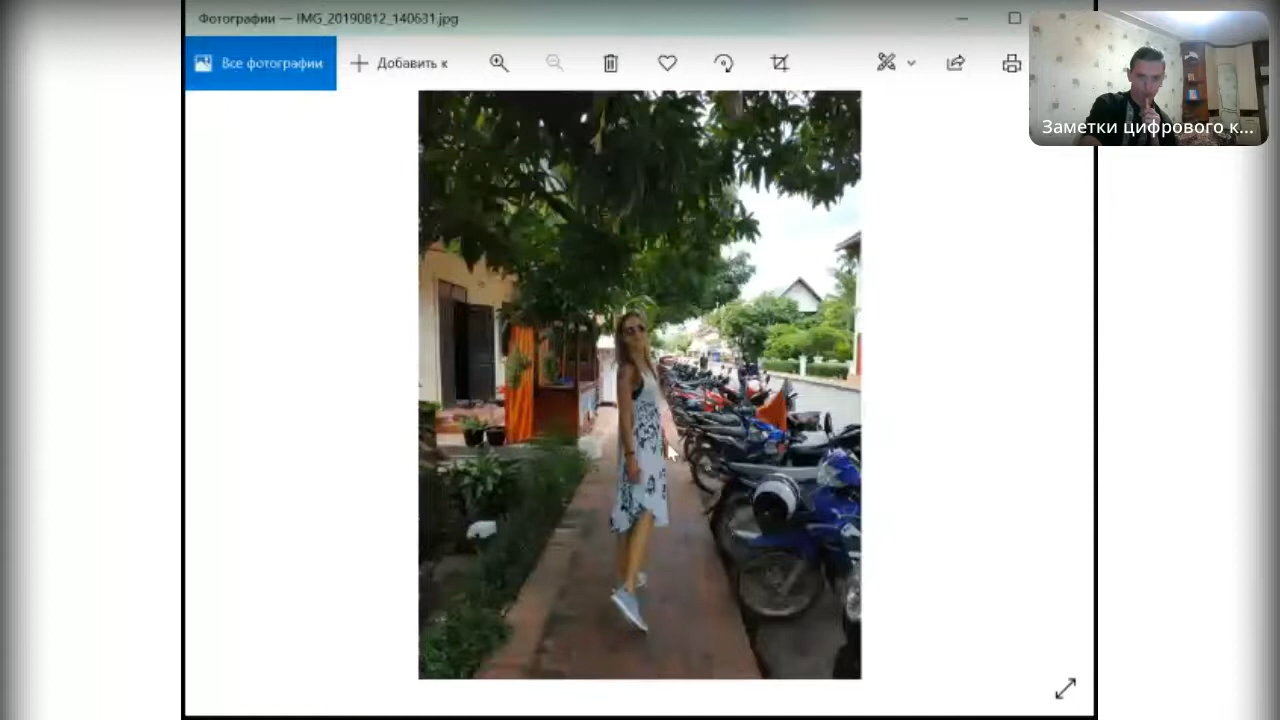 Фотографии — IMG_20190812_140631.jpg
Все фотографии
Добавить к
Заметки цифрового к...